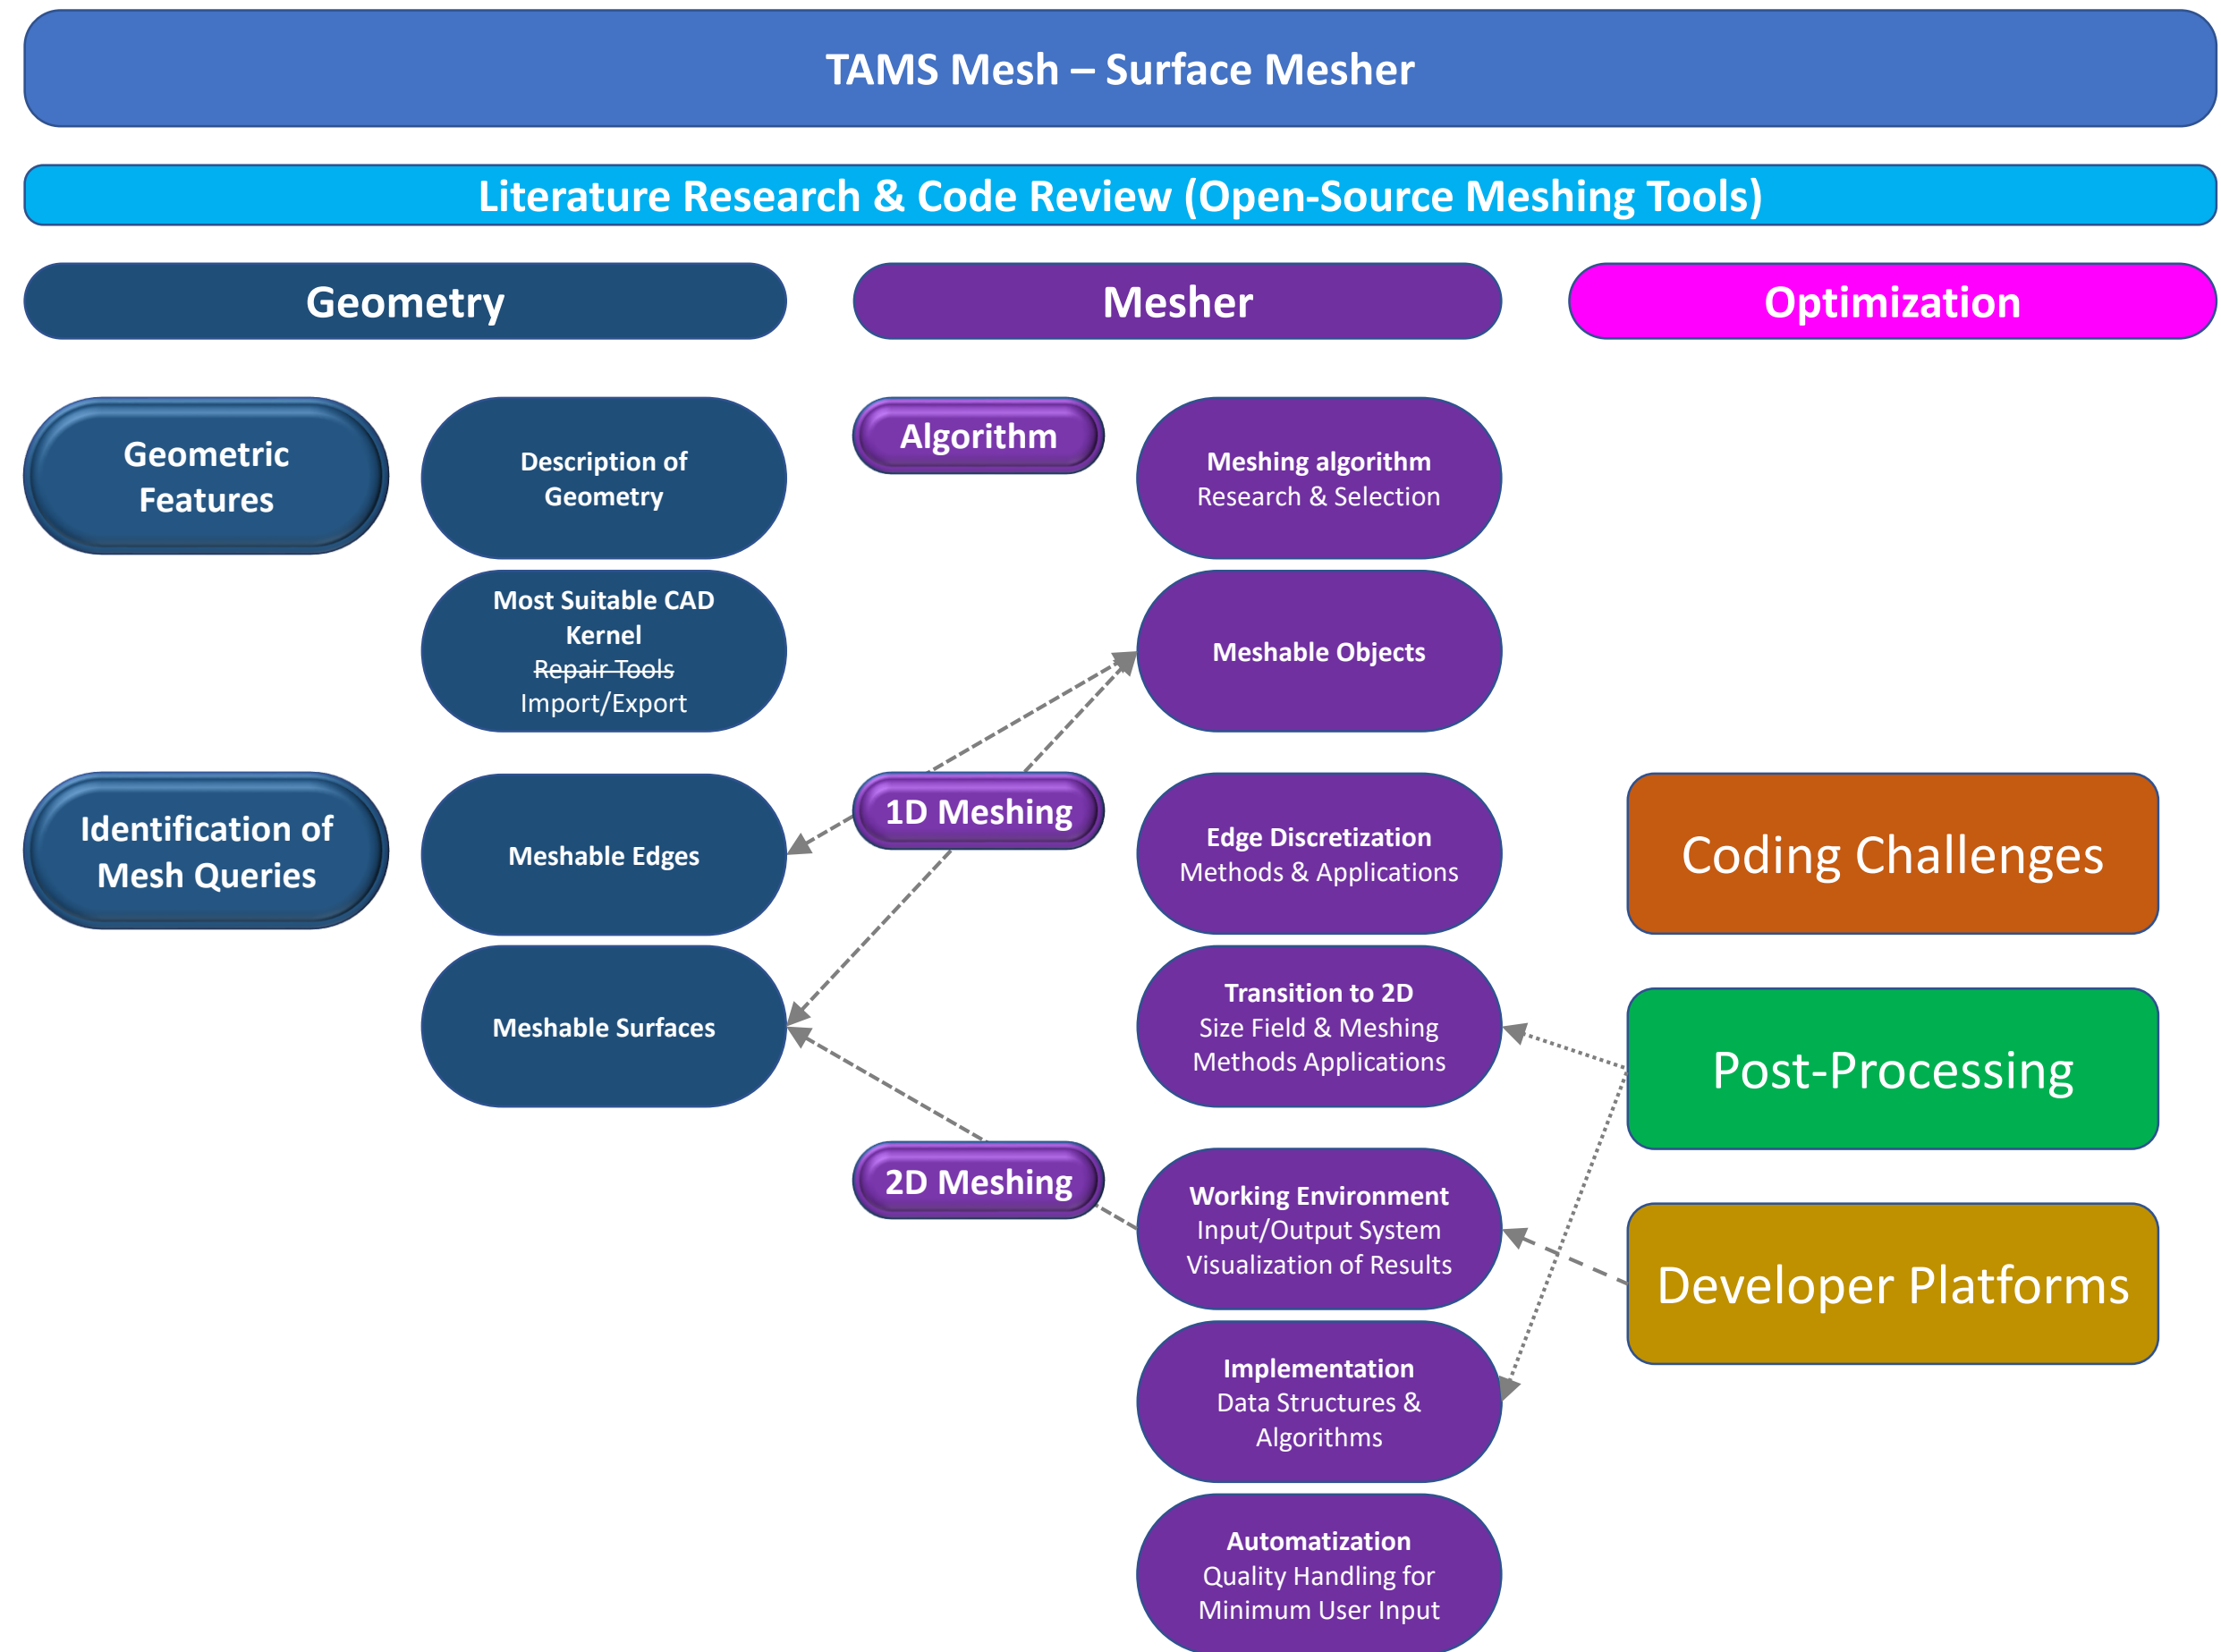 TAMS Mesh – Surface Mesher
Literature Research & Code Review (Open-Source Meshing Tools)
Geometry
Mesher
Optimization
Geometric
Features
Description of
Geometry
Algorithm
Meshing algorithm
Research & Selection
Most Suitable CAD
Kernel
Repair Tools
Import/Export
Meshable Objects
Identification of
Mesh Queries
Meshable Edges
1D Meshing
Edge Discretization
Methods & Applications
Coding Challenges
Meshable Surfaces
Transition to 2D
Size Field & Meshing
Methods Applications
Post-Processing
2D Meshing
Working Environment
Input/Output System
Visualization of Results
Developer Platforms
Implementation
Data Structures &
Algorithms
Automatization
Quality Handling for
Minimum User Input